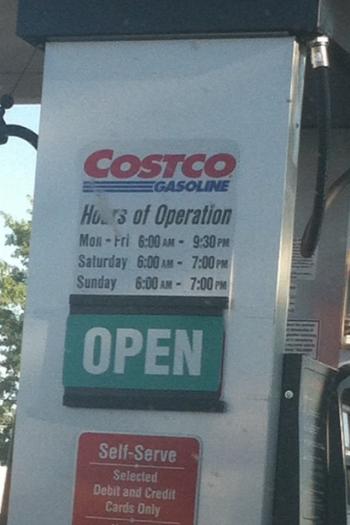 COSTCO
GASOLINE
Hours of Operation
Mon - Fri 6:00 AM - 9:30 PM
Saturday 6:00 AM - 7:00 PM
Sunday 6:00 AM - 7:00 PM
OPEN
Self-Serve
Selected
Debit and Credit
Cards Only